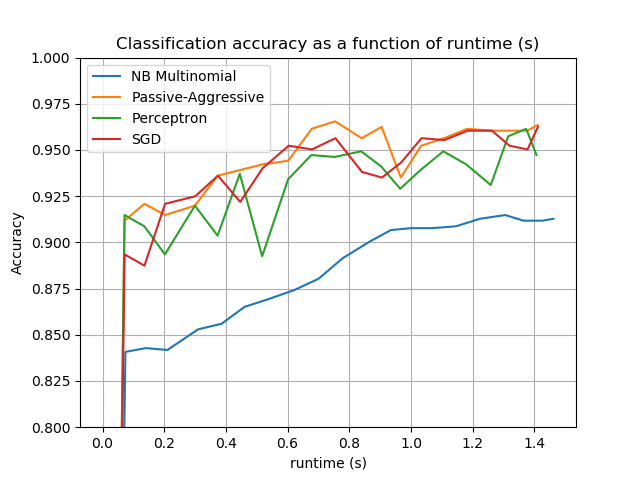 Classification accuracy as a function of runtime (s)
NB Multinomial
Passive-Aggressive
Perceptron
SGD
Accuracy
1.000
0.975
0.950
0.925
0.900
0.875
0.850
0.825
0.800
0.0 0.2 0.4 0.6 0.8 1.0 1.2 1.4
runtime (s)